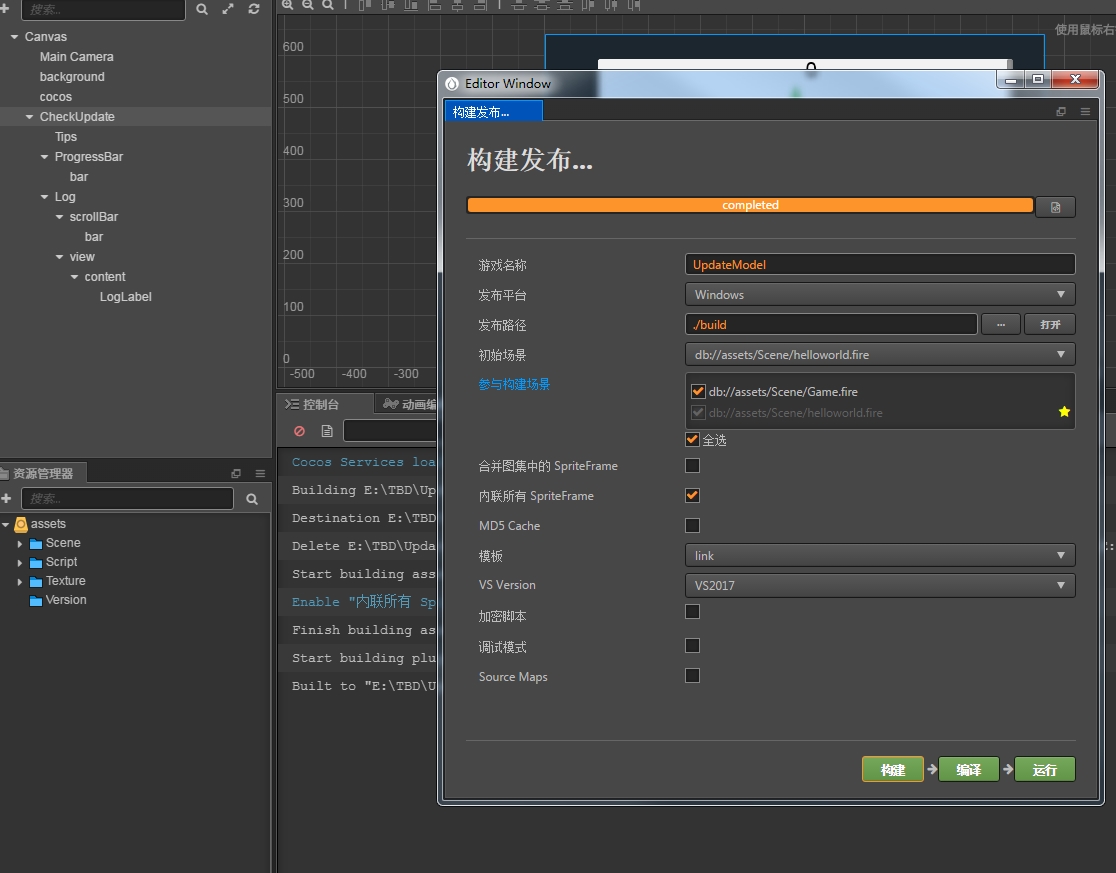 搜索...
Canvas
Main Camera
background
cocos
CheckUpdate
Tips
ProgressBar
bar
Log
scrollBar
bar
view
content
LogLabel
资源管理器
搜索...
assets
Scene
Script
Texture
Version
使用鼠标右
600
500
400
300
200
100
0
-500 -400 -300
控制台 动画编
Cocos Services loa
Building E:\TBD\Up
Destination E:\TBD
Delete E:\TBD\Upda
Start building ass
Enable "内联所有 Sp
Finish building as
Start building plu
Built to "E:\TBD\U
Editor Window
构建发布...
构建发布...
completed
游戏名称 UpdateModel
发布平台 Windows
发布路径 ./build ... 打开
初始场景 db://assets/Scene/helloworld.fire
参与构建场景 db://assets/Scene/Game.fire
db://assets/Scene/helloworld.fire
全选
合并图集中的 SpriteFrame
内联所有 SpriteFrame
MD5 Cache
模板 link
VS Version VS2017
加密脚本
调试模式
Source Maps
构建 编译 运行